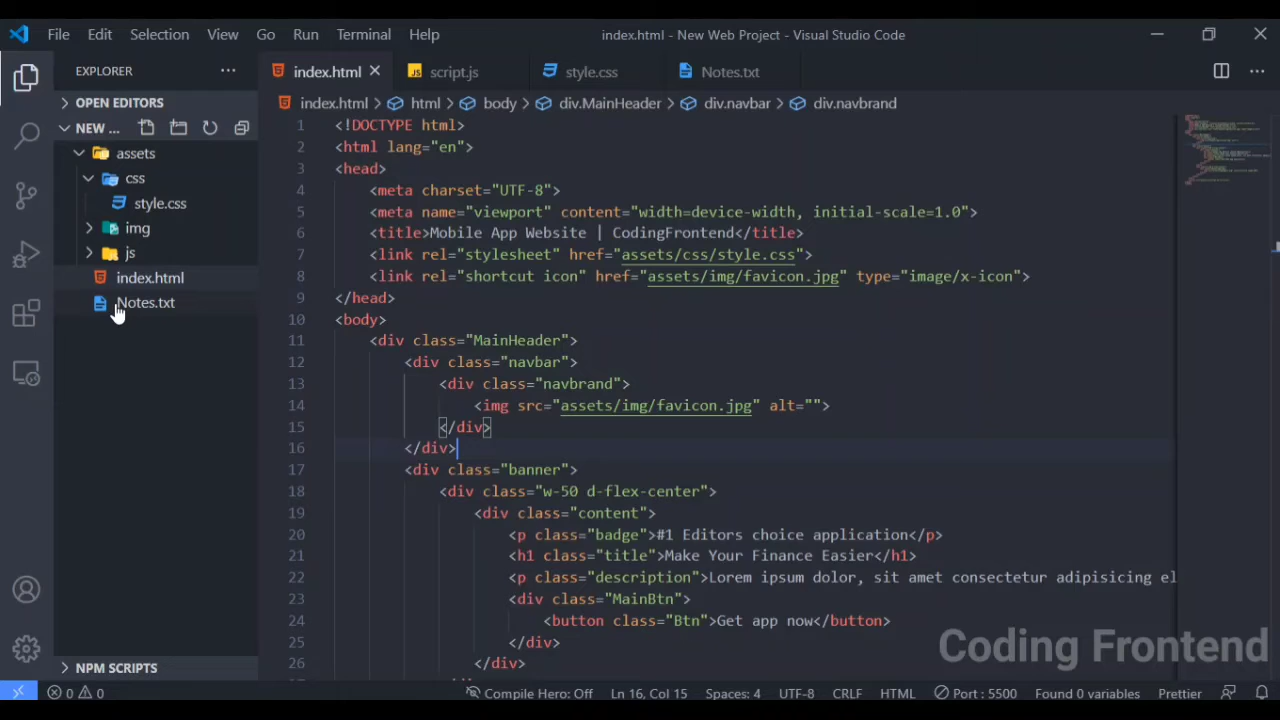 File Edit Selection View Go Run Terminal Help index.html - New Web Project - Visual Studio Code
EXPLORER
index.html script.js style.css Notes.txt
OPEN EDITORS
index.html > html > body > div.MainHeader > div.navbar > div.navbrand
NEW ...
assets
css
style.css
img
js
index.html
Notes.txt
NPM SCRIPTS
1 <!DOCTYPE html>
2 <html lang="en">
3 <head>
4 <meta charset="UTF-8">
5 <meta name="viewport" content="width=device-width, initial-scale=1.0">
6 <title>Mobile App Website | CodingFrontend</title>
7 <link rel="stylesheet" href="assets/css/style.css">
8 <link rel="shortcut icon" href="assets/img/favicon.jpg" type="image/x-icon">
9 </head>
10 <body>
11 <div class="MainHeader">
12 <div class="navbar">
13 <div class="navbrand">
14 <img src="assets/img/favicon.jpg" alt="">
15 </div>
16 </div>
17 <div class="banner">
18 <div class="w-50 d-flex-center">
19 <div class="content">
20 <p class="badge">#1 Editors choice application</p>
21 <h1 class="title">Make Your Finance Easier</h1>
22 <p class="description">Lorem ipsum dolor, sit amet consectetur adipisicing el
23 <div class="MainBtn">
24 <button class="Btn">Get app now</button>
25 </div>
26 </div>
Coding Frontend
0 0 Compile Hero: Off Ln 16, Col 15 Spaces: 4 UTF-8 CRLF HTML Port : 5500 Found 0 variables Prettier